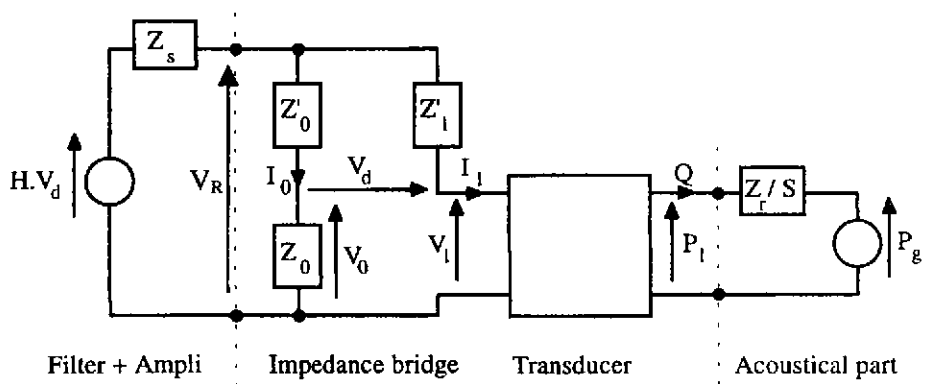 Z_s
Z'_0
Z'_1
H.V_d
V_R
I_0
V_d
I_1
Q
Z_r / S
Z_0
V_0
V_1
P_1
P_g
Filter + Ampli
Impedance bridge
Transducer
Acoustical part